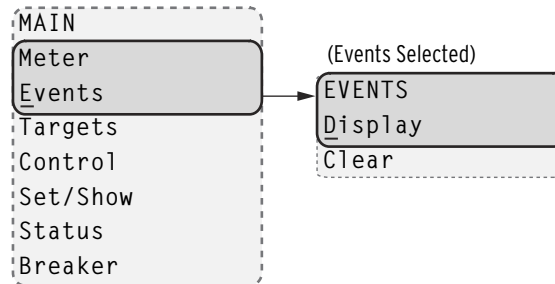 MAIN
Meter
Events
Targets
Control
Set/Show
Status
Breaker
(Events Selected)
EVENTS
Display
Clear